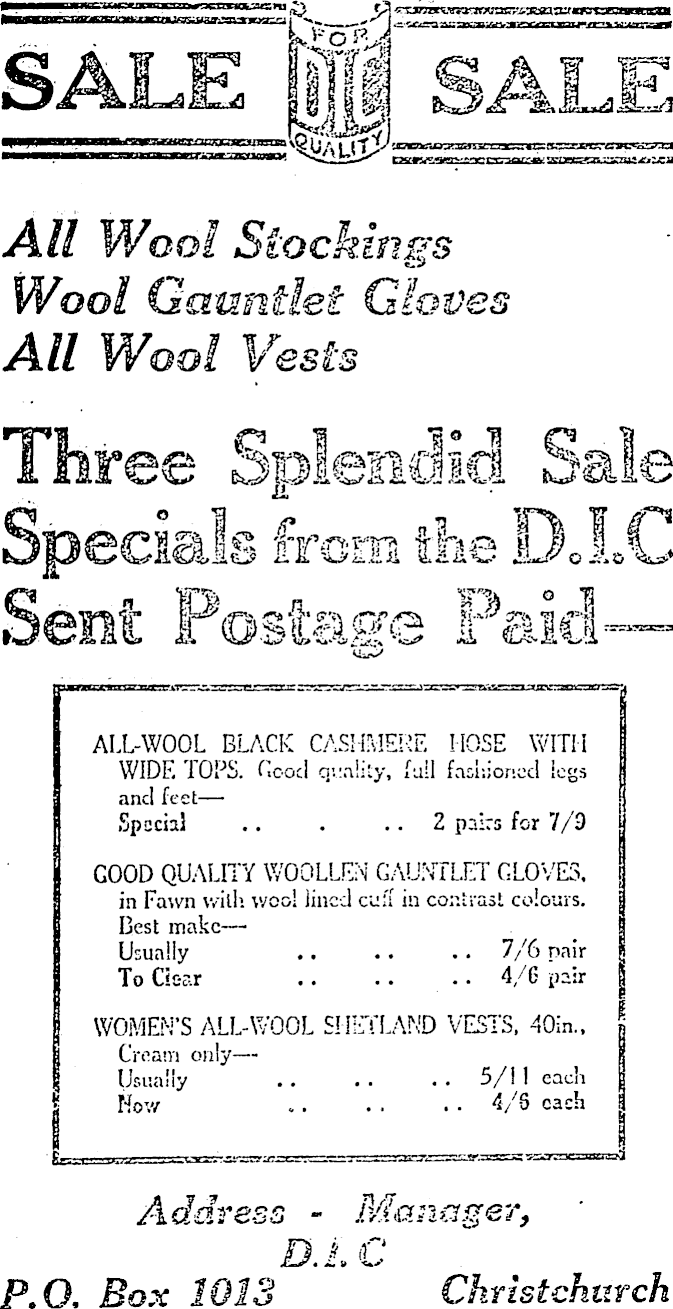 SALE FOR DIC QUALITY SALE
All Wool Stockings
Wool Gauntlet Gloves
All Wool Vests
Three Splendid Sale
Specials from the D.I.C
Sent Postage Paid—
ALL-WOOL BLACK CASHMERE HOSE WITH
WIDE TOPS. Good quality, full fashioned legs
and feet—
Special .. . .. 2 pairs for 7/9
GOOD QUALITY WOOLLEN GAUNTLET GLOVES,
in Fawn with wool lined cuff in contrast colours.
Best make—
Usually .. .. .. 7/6 pair
To Clear .. .. .. 4/6 pair
WOMEN'S ALL-WOOL SHETLAND VESTS, 40in.,
Cream only—
Usually .. .. .. 5/11 each
Now .. .. .. 4/6 each
Address - Manager,
D.I.C
P.O. Box 1013 Christchurch